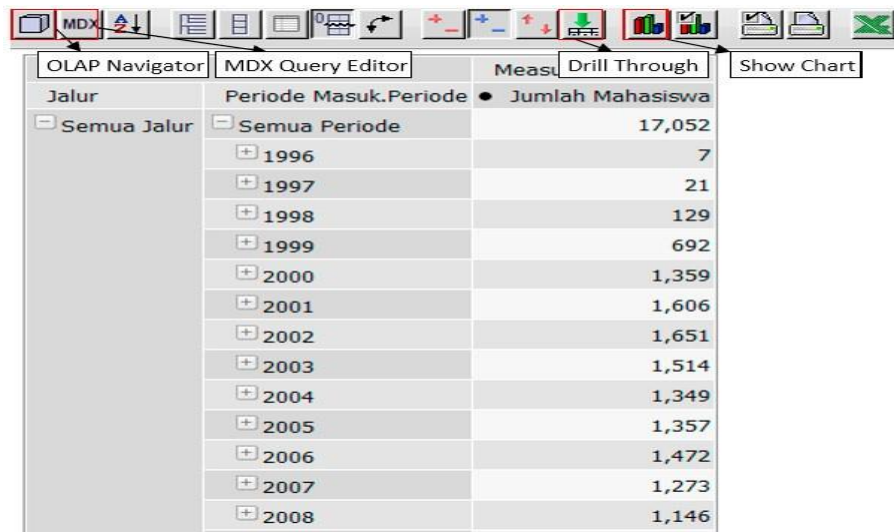 MDX A Z 0
OLAP Navigator MDX Query Editor Drill Through Show Chart
Measu
Jalur Periode Masuk.Periode ● Jumlah Mahasiswa
Semua Jalur Semua Periode 17,052
1996 7
1997 21
1998 129
1999 692
2000 1,359
2001 1,606
2002 1,651
2003 1,514
2004 1,349
2005 1,357
2006 1,472
2007 1,273
2008 1,146